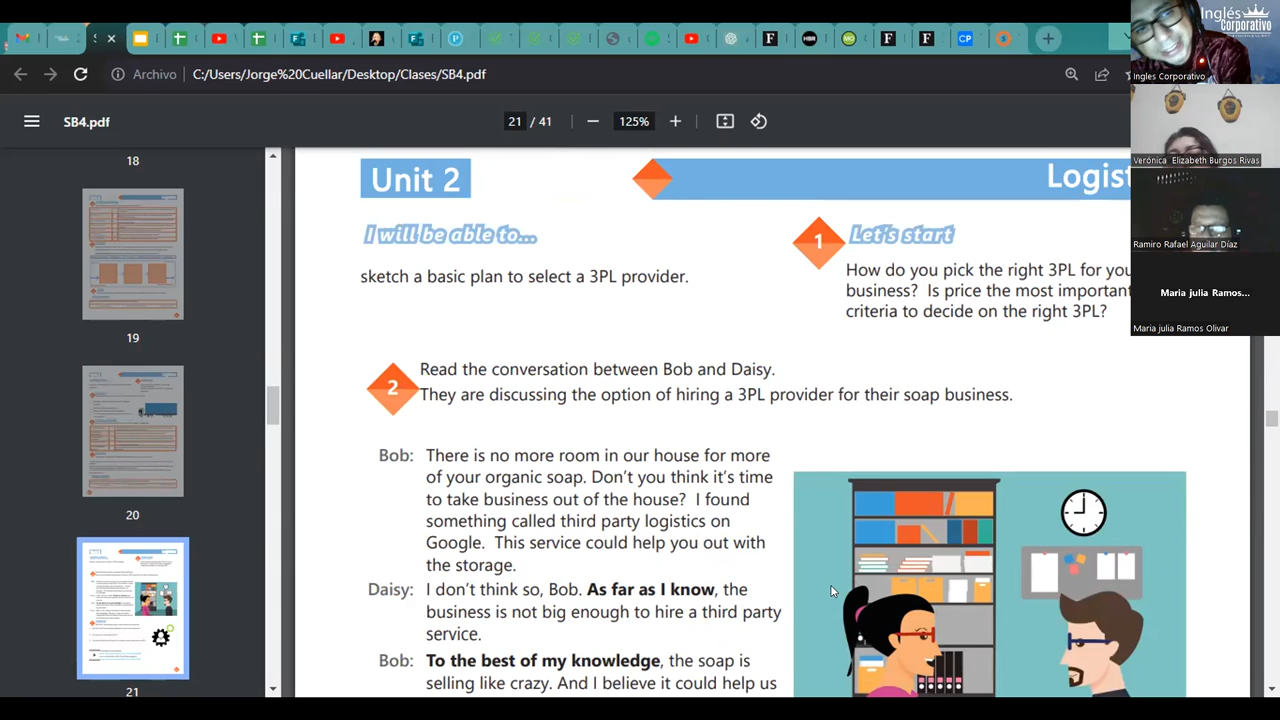 Archivo
C:/Users/Jorge%20Cuellar/Desktop/Clases/SB4.pdf
SB4.pdf
21 / 41
125%
18
19
20
21
Unit 2
Logist
I will be able to...
sketch a basic plan to select a 3PL provider.
1
Let's start
How do you pick the right 3PL for you
business? Is price the most important
criteria to decide on the right 3PL?
2
Read the conversation between Bob and Daisy.
They are discussing the option of hiring a 3PL provider for their soap business.
Bob: There is no more room in our house for more
of your organic soap. Don't you think it's time
to take business out of the house? I found
something called third party logistics on
Google. This service could help you out with
the storage.
Daisy: I don't think so, Bob. As far as I know, the
business is not big enough to hire a third party
service.
Bob: To the best of my knowledge, the soap is
selling like crazy. And I believe it could help us
Inglés
Corporativo
Ingles Corporativo
Verónica Elizabeth Burgos Rivas
Ramiro Rafael Aguilar Díaz
Maria julia Ramos...
Maria julia Ramos Olivar